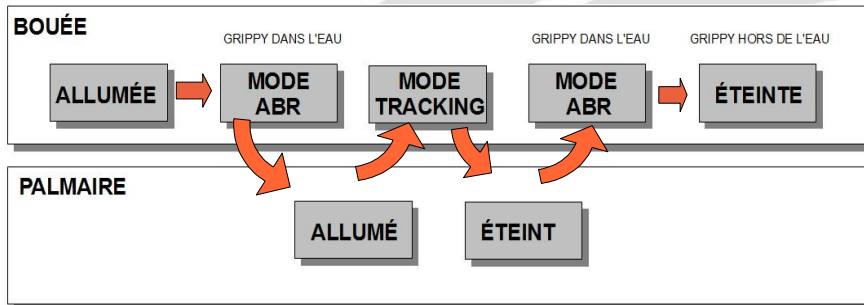 BOUÉE
GRIPPY DANS L'EAU
GRIPPY DANS L'EAU
GRIPPY HORS DE L'EAU
ALLUMÉE
MODE
ABR
MODE
TRACKING
MODE
ABR
ÉTEINTE
PALMAIRE
ALLUMÉ
ÉTEINT